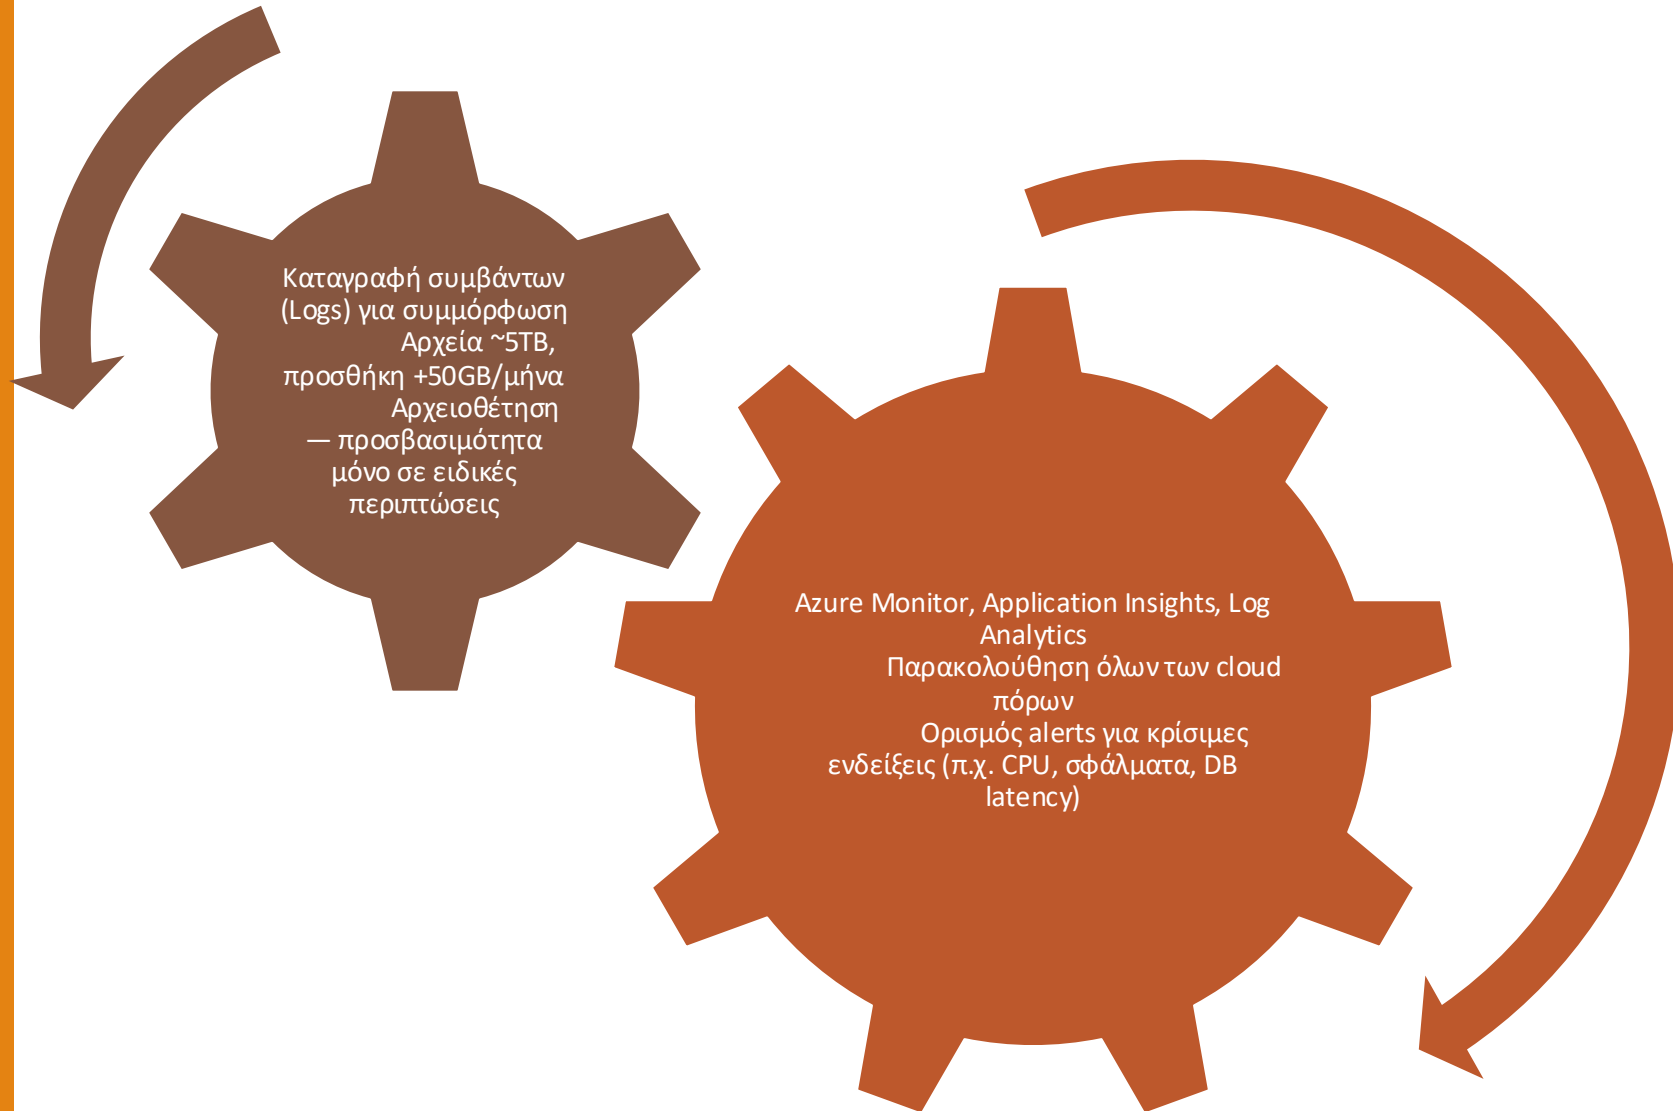 Καταγραφή συμβάντων
(Logs) για συμμόρφωση
Αρχεία ~5TB,
προσθήκη +50GB/μήνα
Αρχειοθέτηση
— προσβασιμότητα
μόνο σε ειδικές
περιπτώσεις
Azure Monitor, Application Insights, Log
Analytics
Παρακολούθηση όλων των cloud
πόρων
Ορισμός alerts για κρίσιμες
ενδείξεις (π.χ. CPU, σφάλματα, DB
latency)